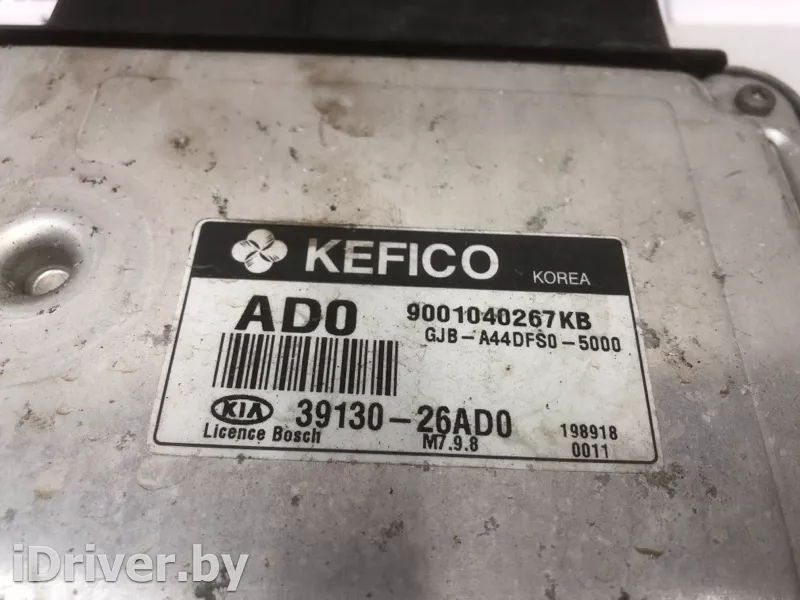 KEFICO KOREA
AD0 9001040267KB
GJB-A44DFS0-5000
KIA 39130-26AD0 198918
Licence Bosch M7.9.8 0011
iDriver.by